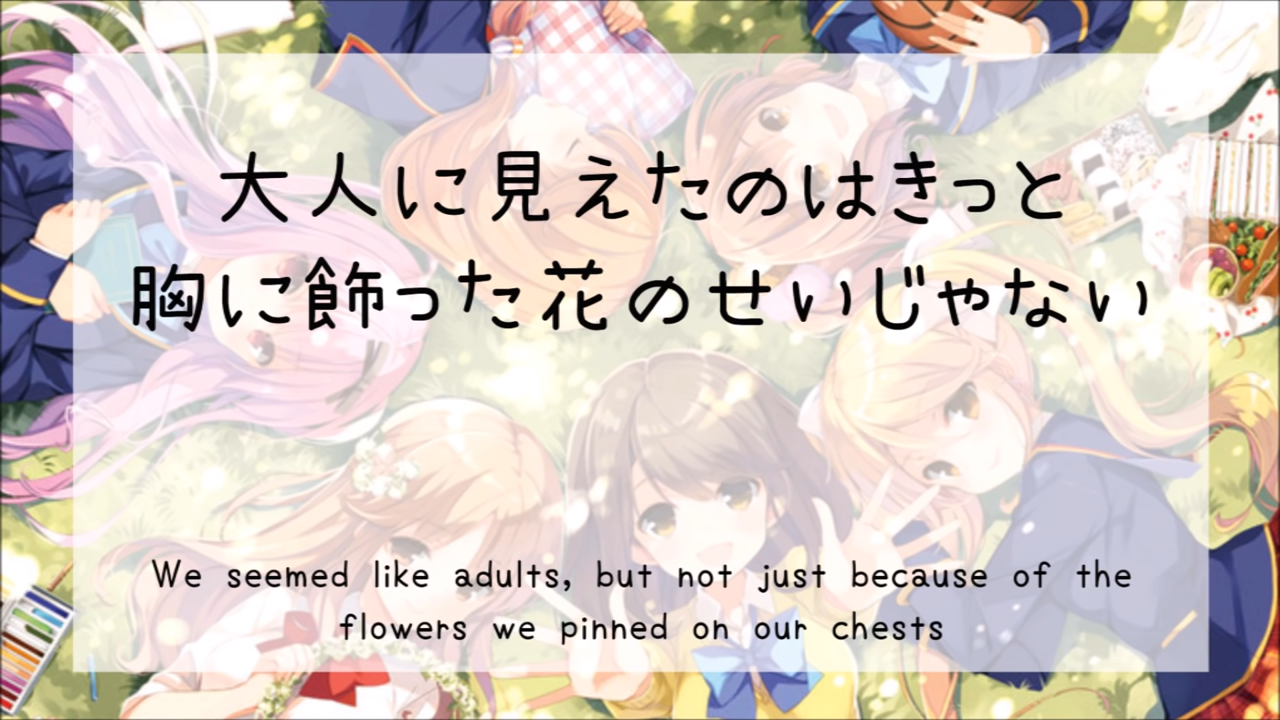 大人に見えたのはきっと
胸に飾った花のせいじゃない
We seemed like adults, but not just because of the
flowers we pinned on our chests